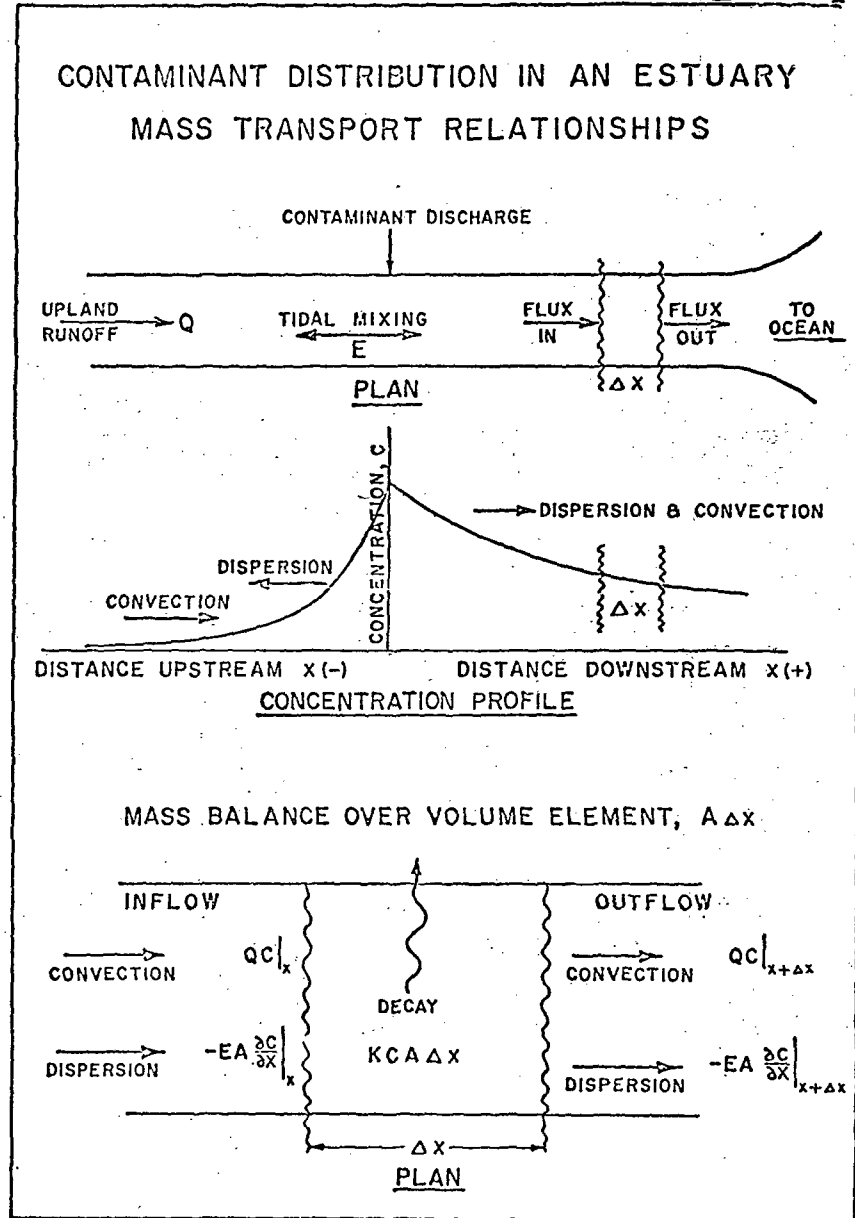 CONTAMINANT DISTRIBUTION IN AN ESTUARY
MASS TRANSPORT RELATIONSHIPS
CONTAMINANT DISCHARGE
UPLAND
RUNOFF
Q
TIDAL MIXING
E
FLUX
IN
FLUX
OUT
TO
OCEAN
ΔX
PLAN
CONCENTRATION, C
DISPERSION & CONVECTION
DISPERSION
CONVECTION
ΔX
DISTANCE UPSTREAM X(-)
DISTANCE DOWNSTREAM X(+)
CONCENTRATION PROFILE
MASS BALANCE OVER VOLUME ELEMENT, AΔX
INFLOW
OUTFLOW
CONVECTION
QC|x
DECAY
CONVECTION
QC|x+Δx
DISPERSION
-EA ∂C/∂X|x
KCAΔX
DISPERSION
-EA ∂C/∂X|x+Δx
ΔX
PLAN